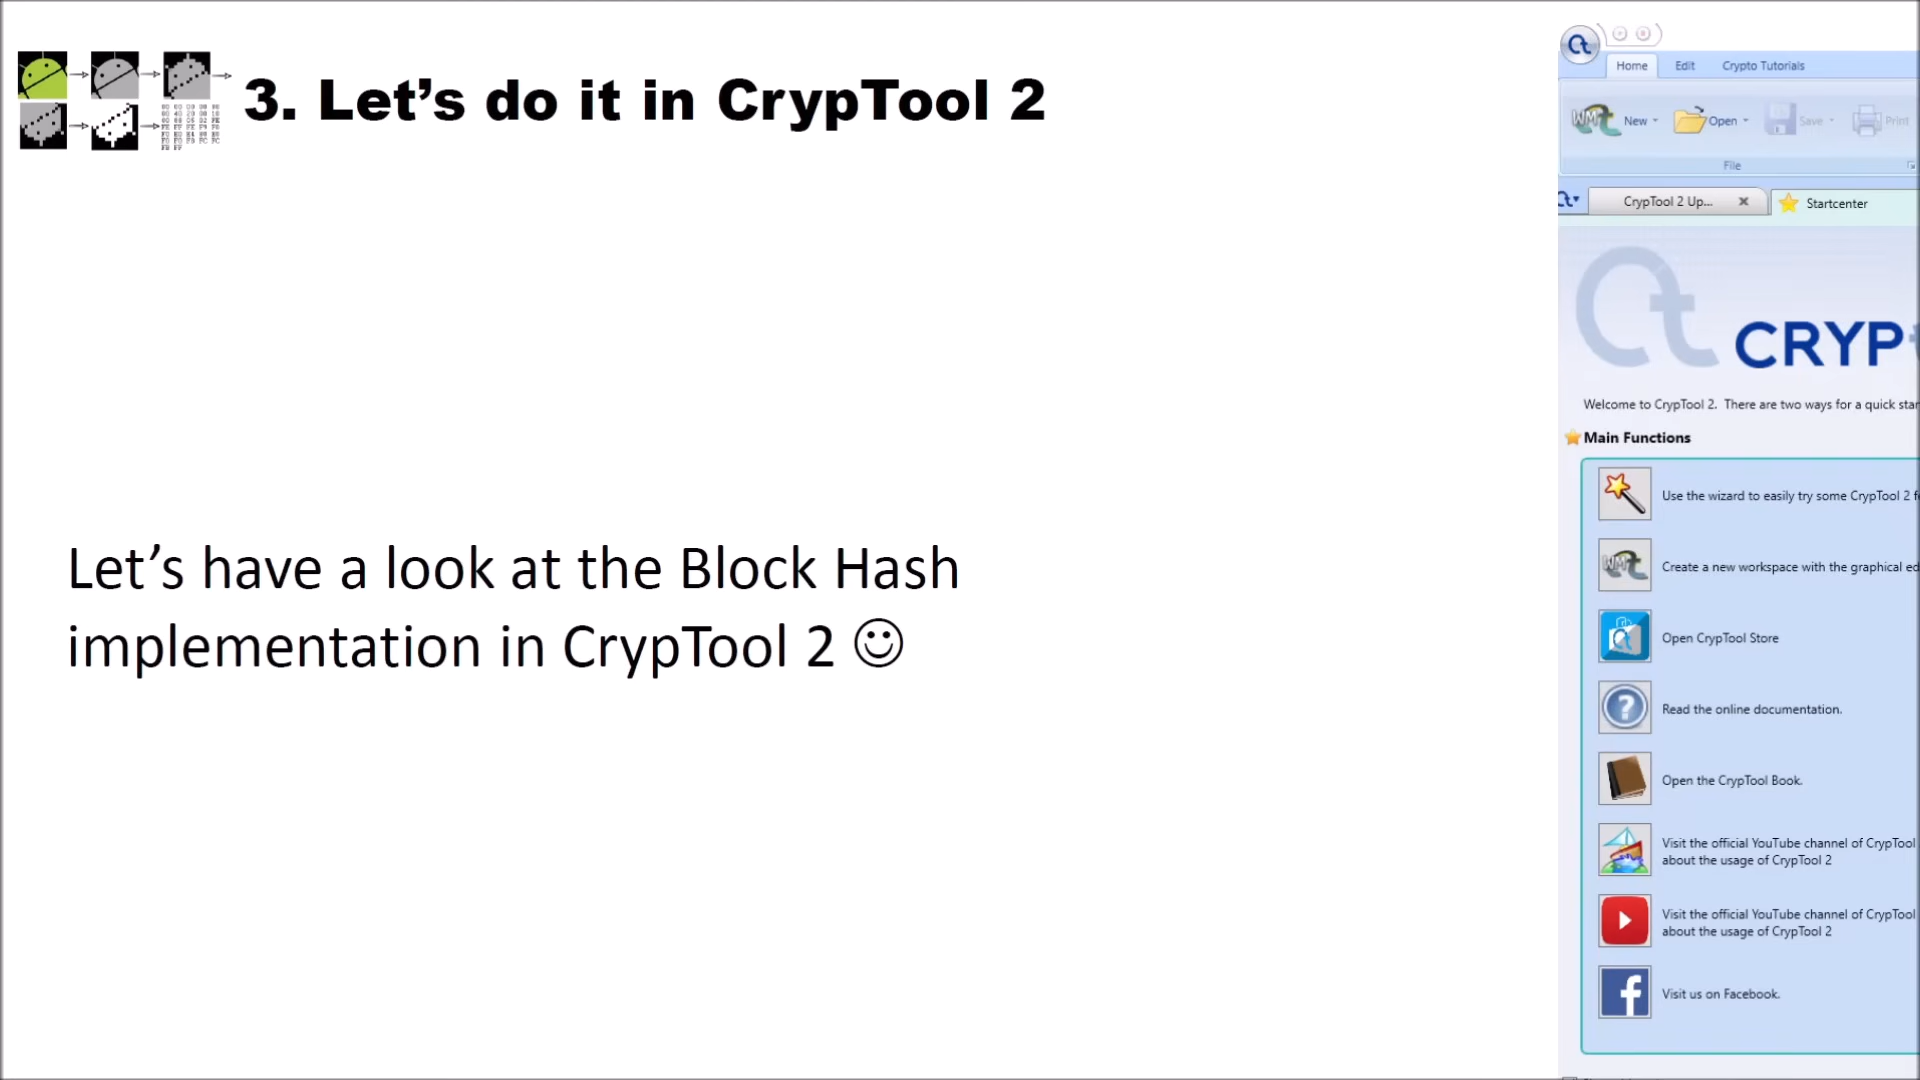 3. Let’s do it in CrypTool 2
Let’s have a look at the Block Hash
implementation in CrypTool 2 ☺
Home Edit Crypto Tutorials
New Open Save Print
File
CrypTool 2 Up... Startcenter
CRYP
Welcome to CrypTool 2. There are two ways for a quick star
Main Functions
Use the wizard to easily try some CrypTool 2 f
Create a new workspace with the graphical ed
Open CrypTool Store
Read the online documentation.
Open the CrypTool Book.
Visit the official YouTube channel of CrypTool
about the usage of CrypTool 2
Visit the official YouTube channel of CrypTool
about the usage of CrypTool 2
Visit us on Facebook.